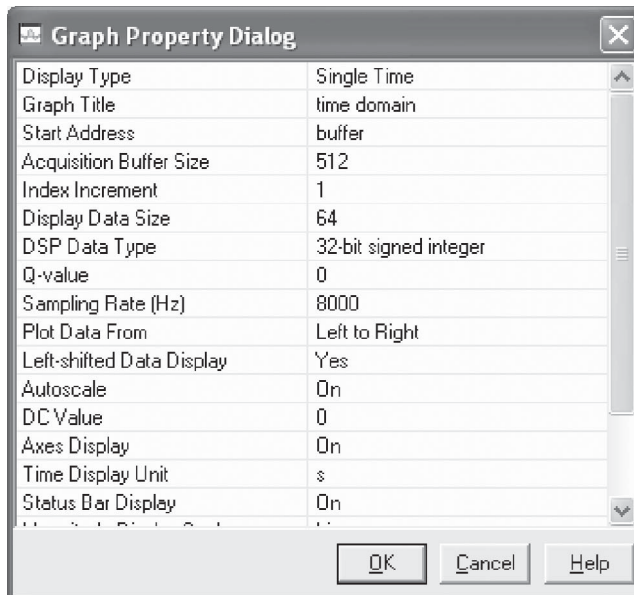 Graph Property Dialog
Display Type Single Time
Graph Title time domain
Start Address buffer
Acquisition Buffer Size 512
Index Increment 1
Display Data Size 64
DSP Data Type 32-bit signed integer
Q-value 0
Sampling Rate (Hz) 8000
Plot Data From Left to Right
Left-shifted Data Display Yes
Autoscale On
DC Value 0
Axes Display On
Time Display Unit s
Status Bar Display On
OK Cancel Help